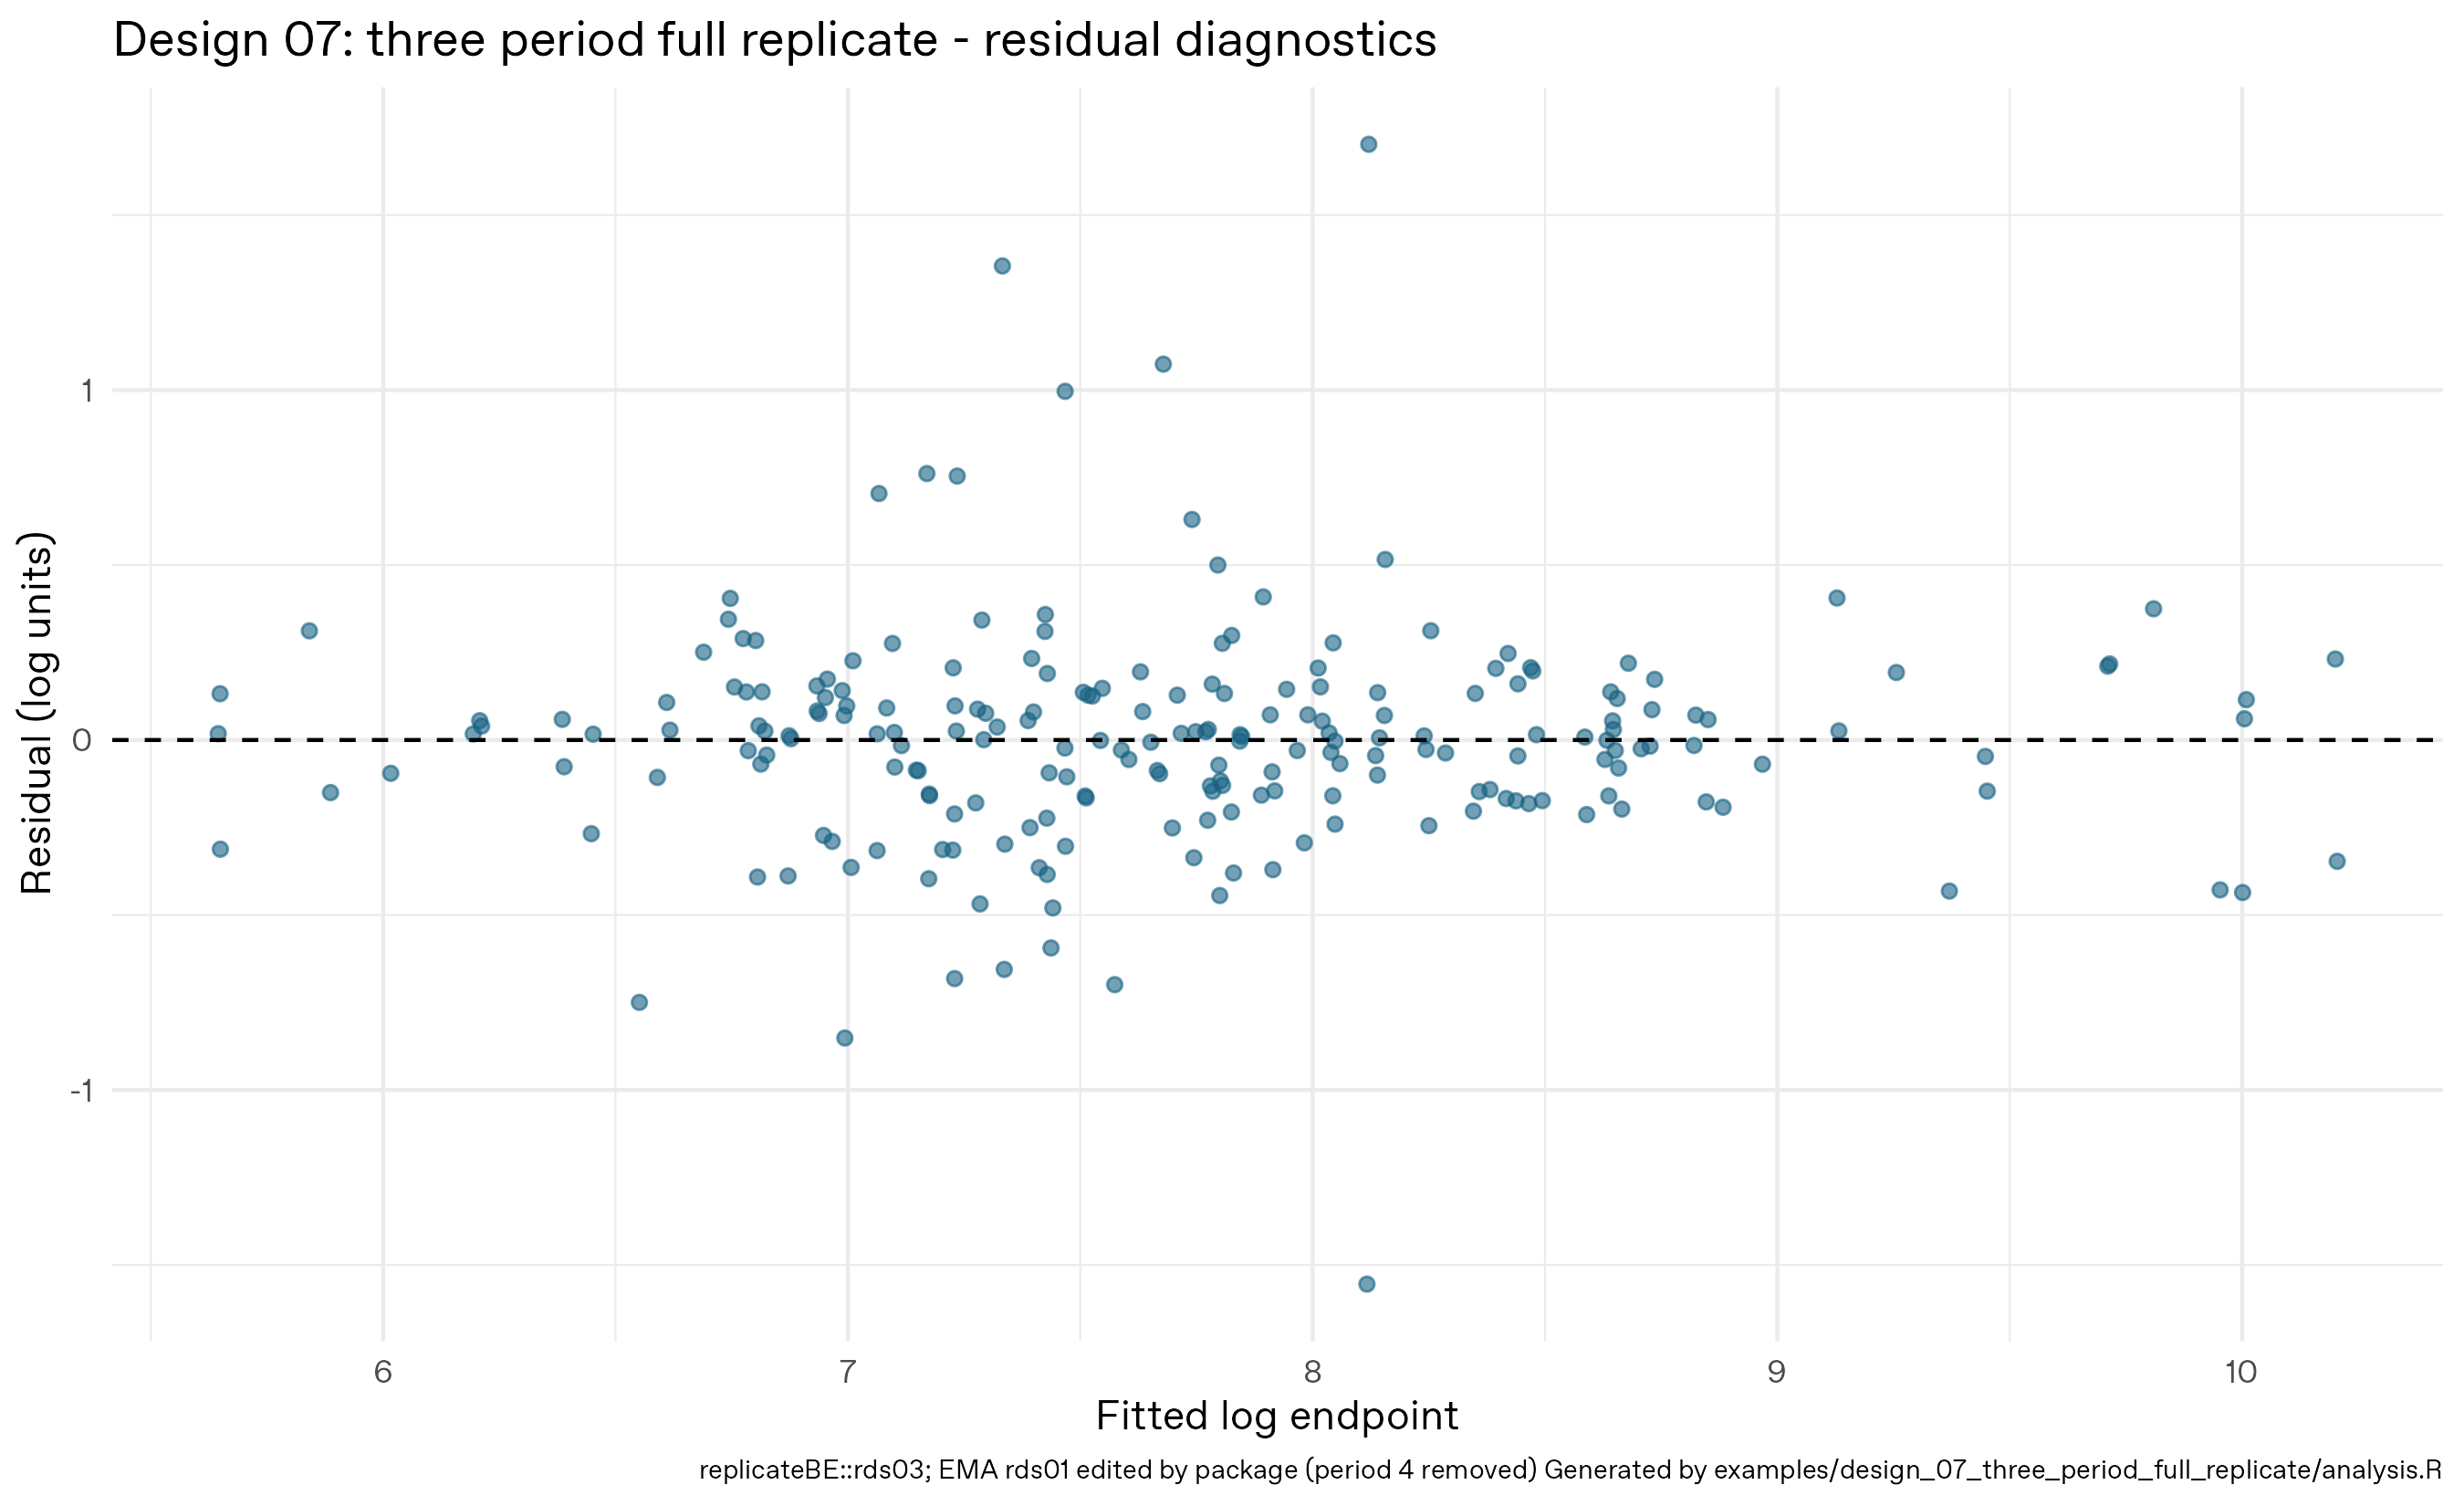 Design 07: three period full replicate - residual diagnostics
Residual (log units)
1
0
-1
6
7
8
9
10
Fitted log endpoint
replicateBE::rds03; EMA rds01 edited by package (period 4 removed) Generated by examples/design_07_three_period_full_replicate/analysis.R